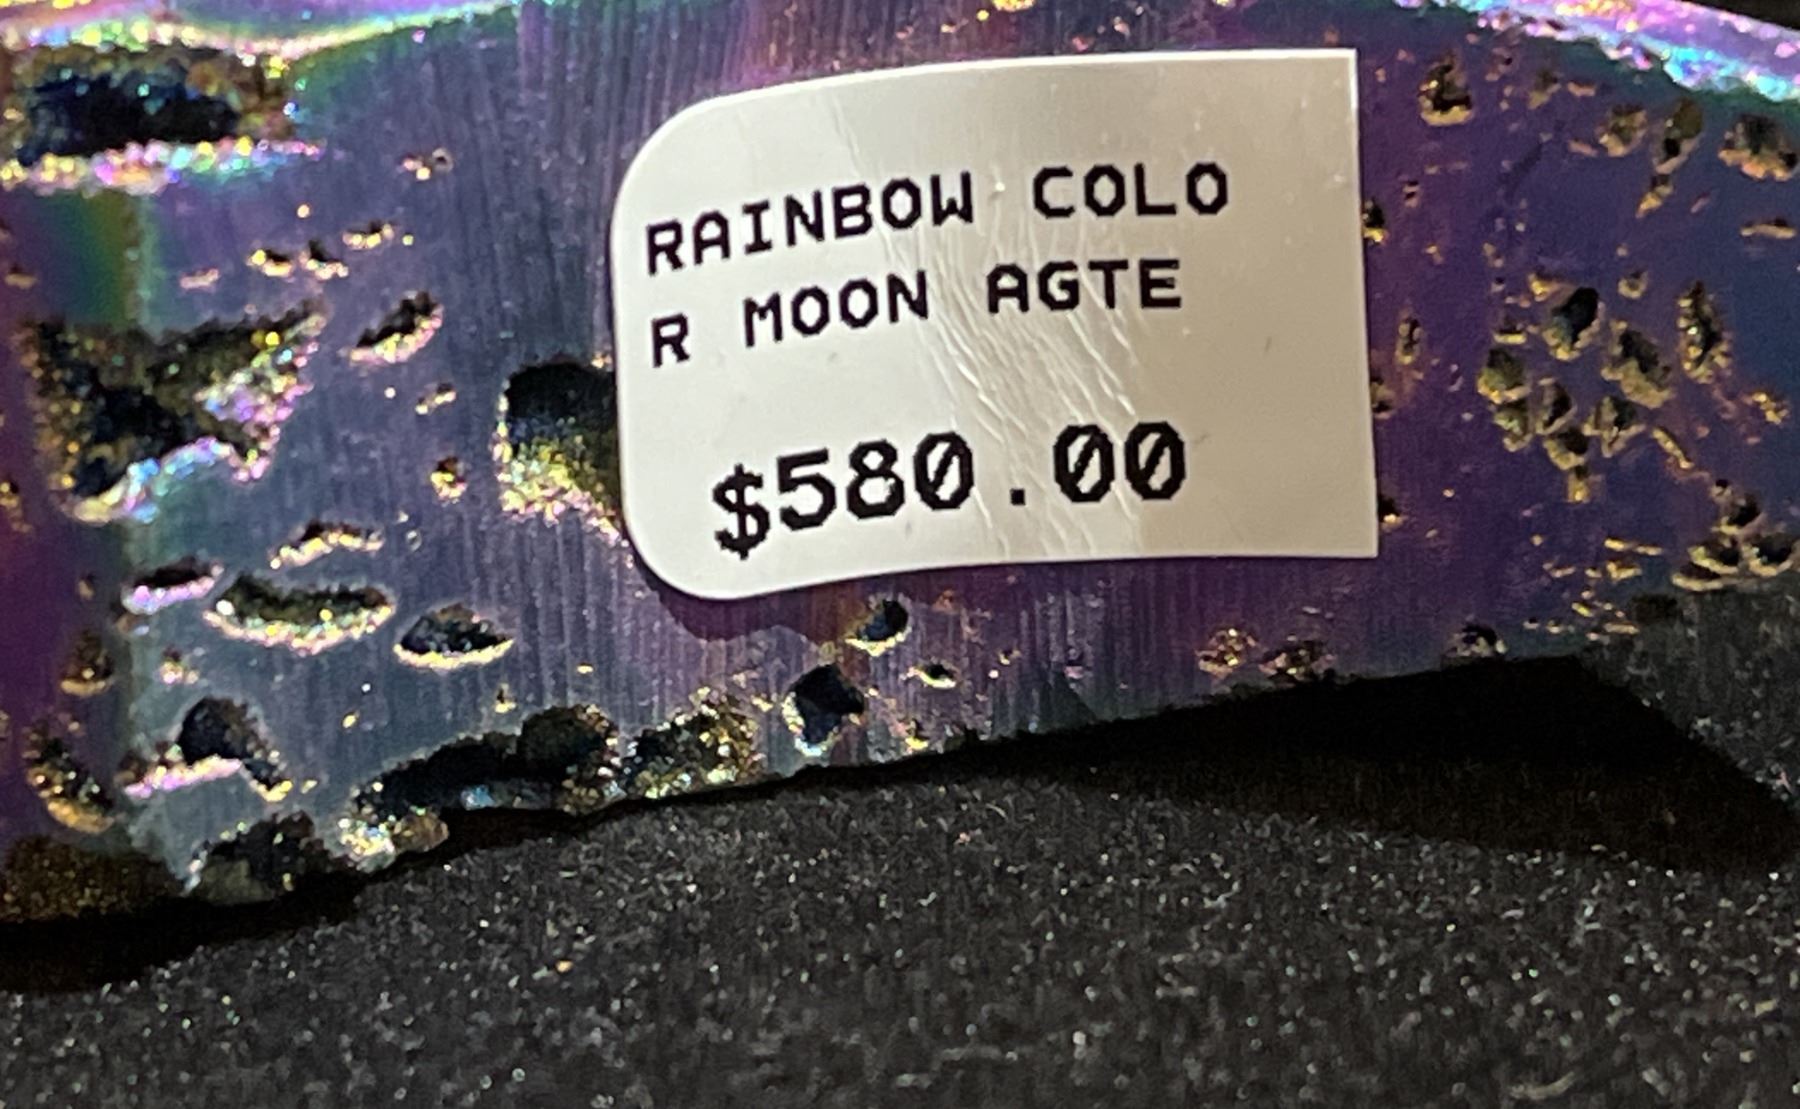 RAINBOW COLO
R MOON AGTE
$580.00